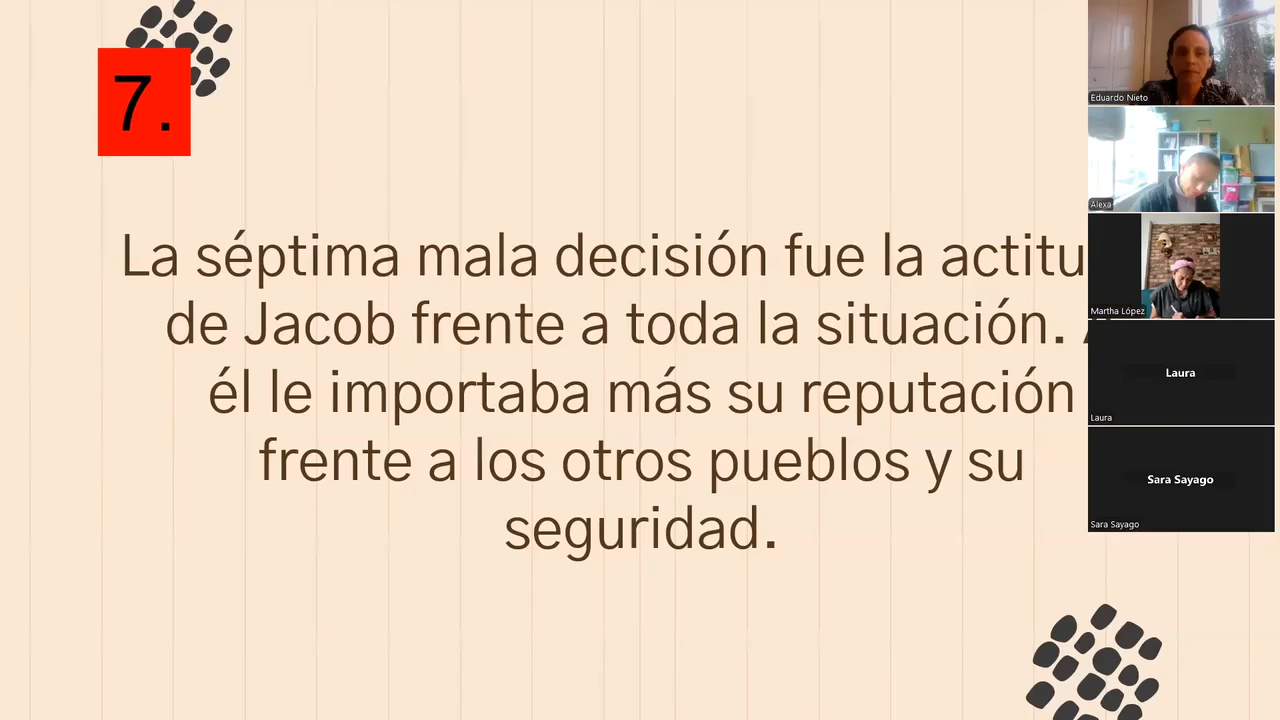 7.
La séptima mala decisión fue la actitu
de Jacob frente a toda la situación.
él le importaba más su reputación
frente a los otros pueblos y su
seguridad.
Eduardo Nieto
Alexa
Martha López
Laura
Laura
Sara Sayago
Sara Sayago